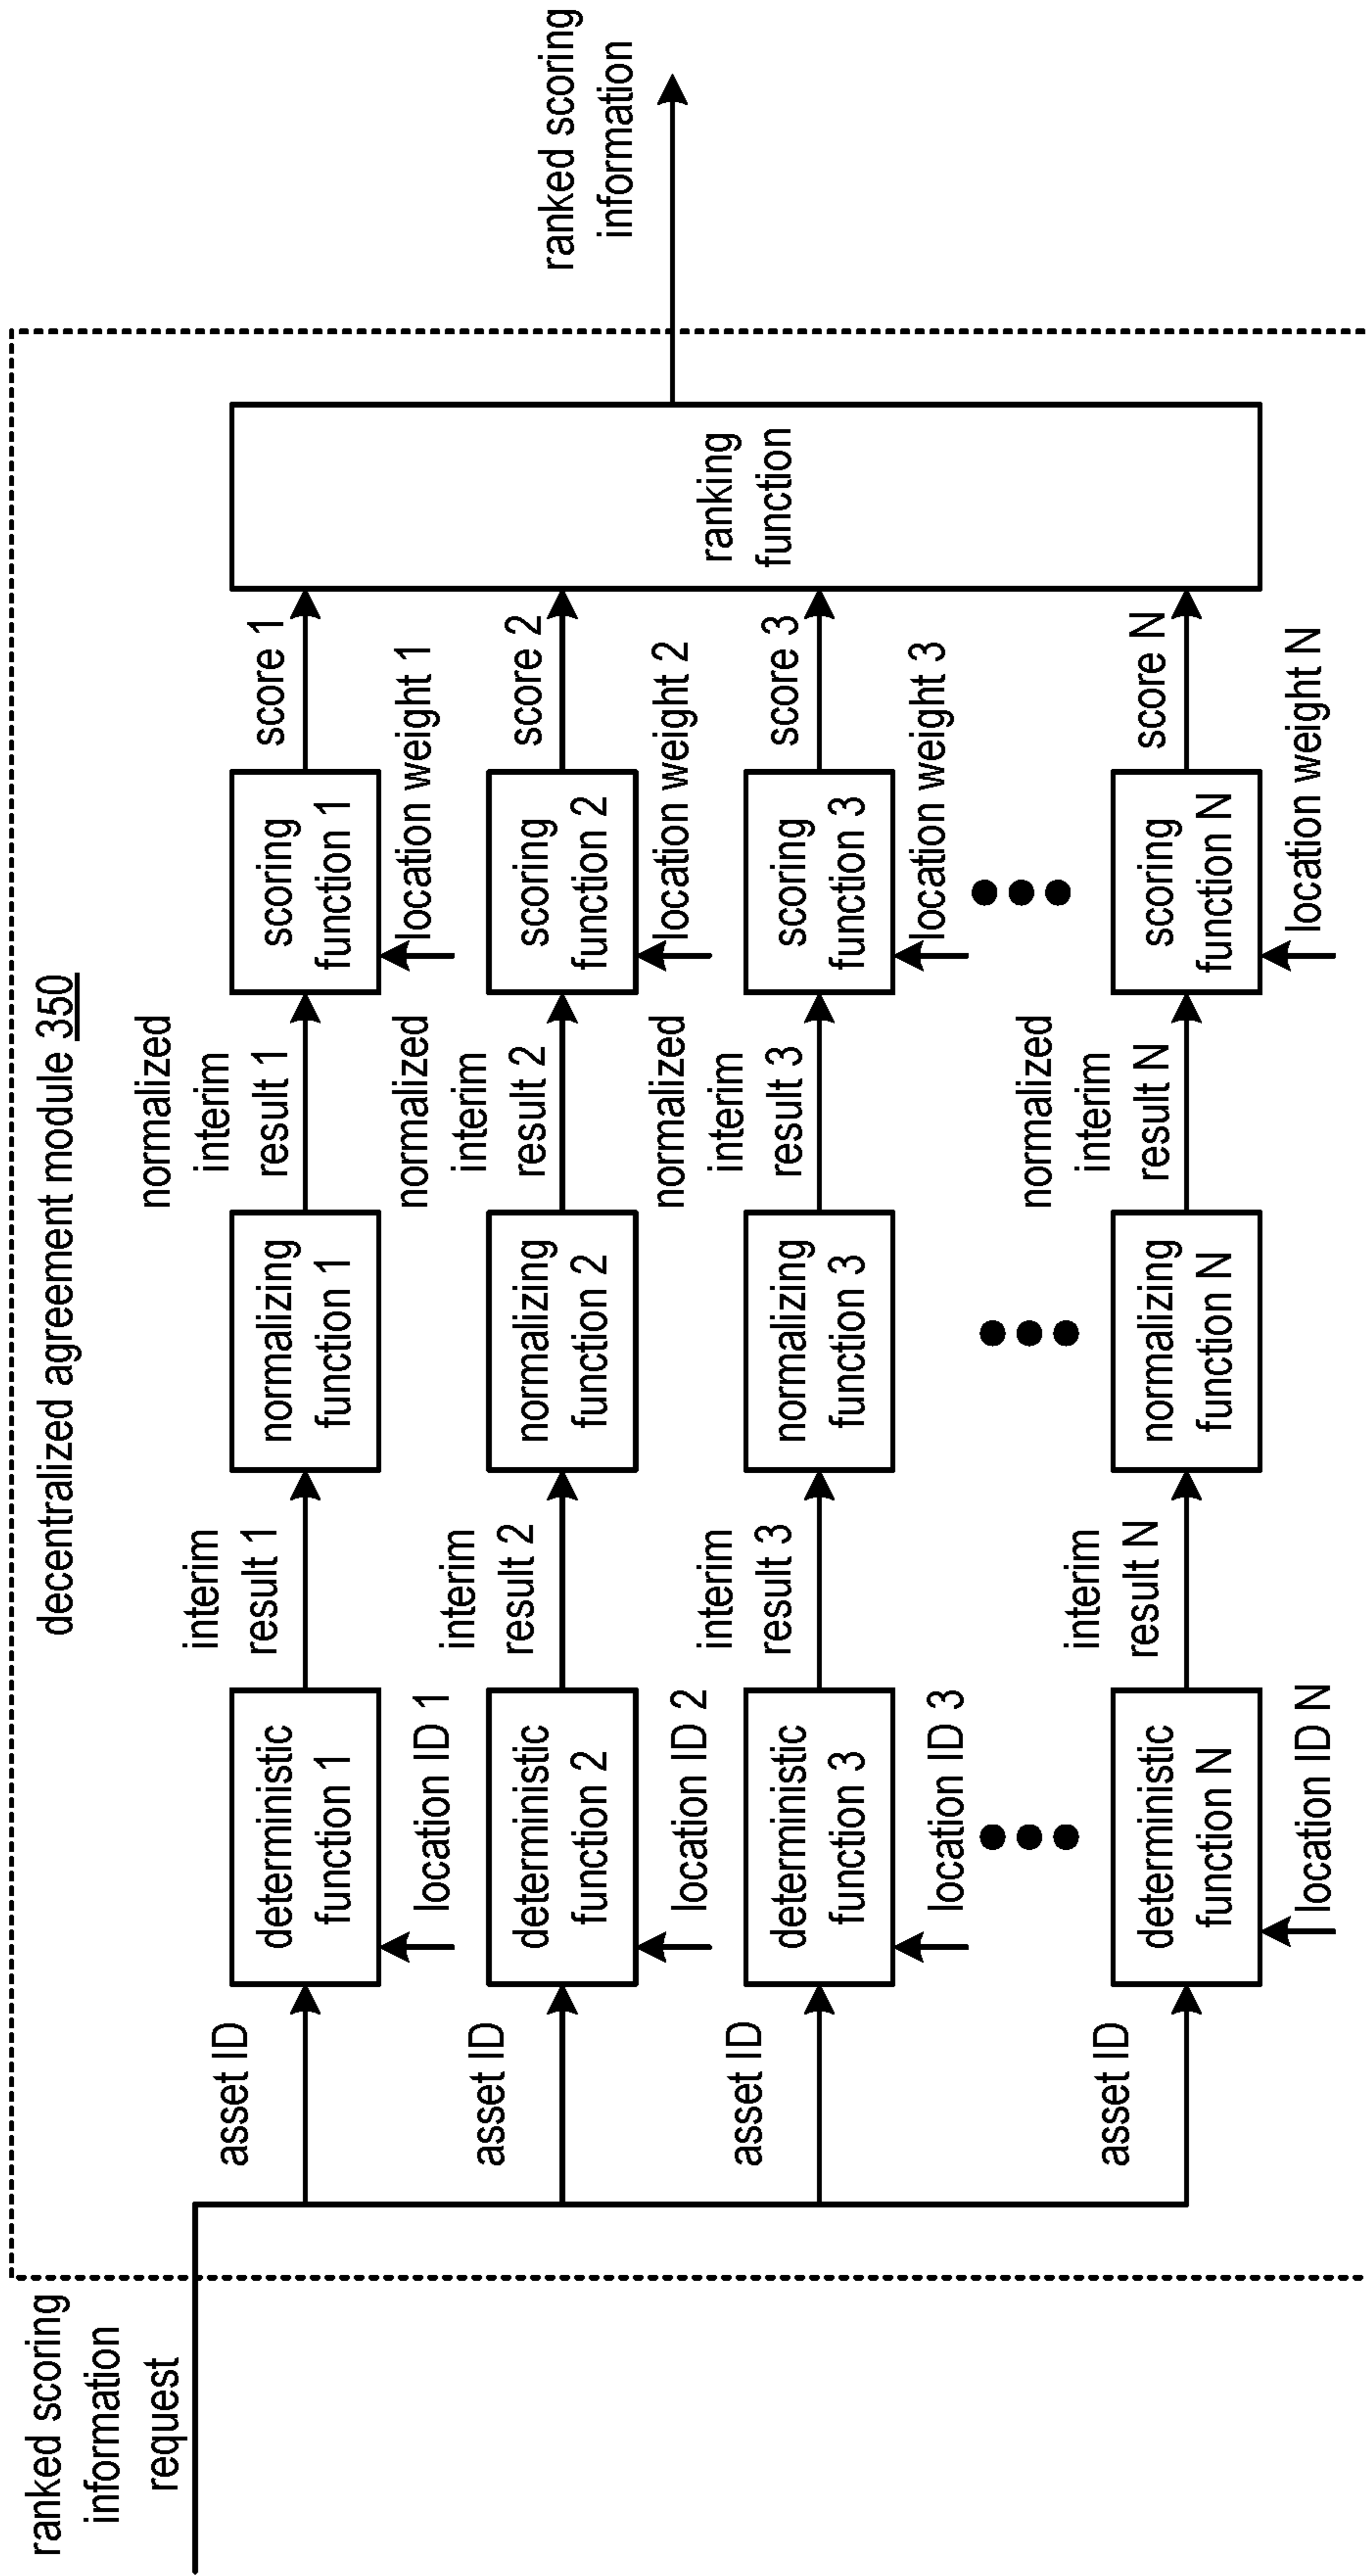 decentralized agreement module 350
ranked scoring
information
request
asset ID
deterministic
function 1
location ID 1
interim
result 1
normalizing
function 1
normalized
interim
result 1
scoring
function 1
location weight 1
score 1
asset ID
deterministic
function 2
location ID 2
interim
result 2
normalizing
function 2
normalized
interim
result 2
scoring
function 2
location weight 2
score 2
asset ID
deterministic
function 3
location ID 3
interim
result 3
normalizing
function 3
normalized
interim
result 3
scoring
function 3
location weight 3
score 3
asset ID
deterministic
function N
location ID N
interim
result N
normalizing
function N
normalized
interim
result N
scoring
function N
location weight N
score N
ranking
function
ranked scoring
information